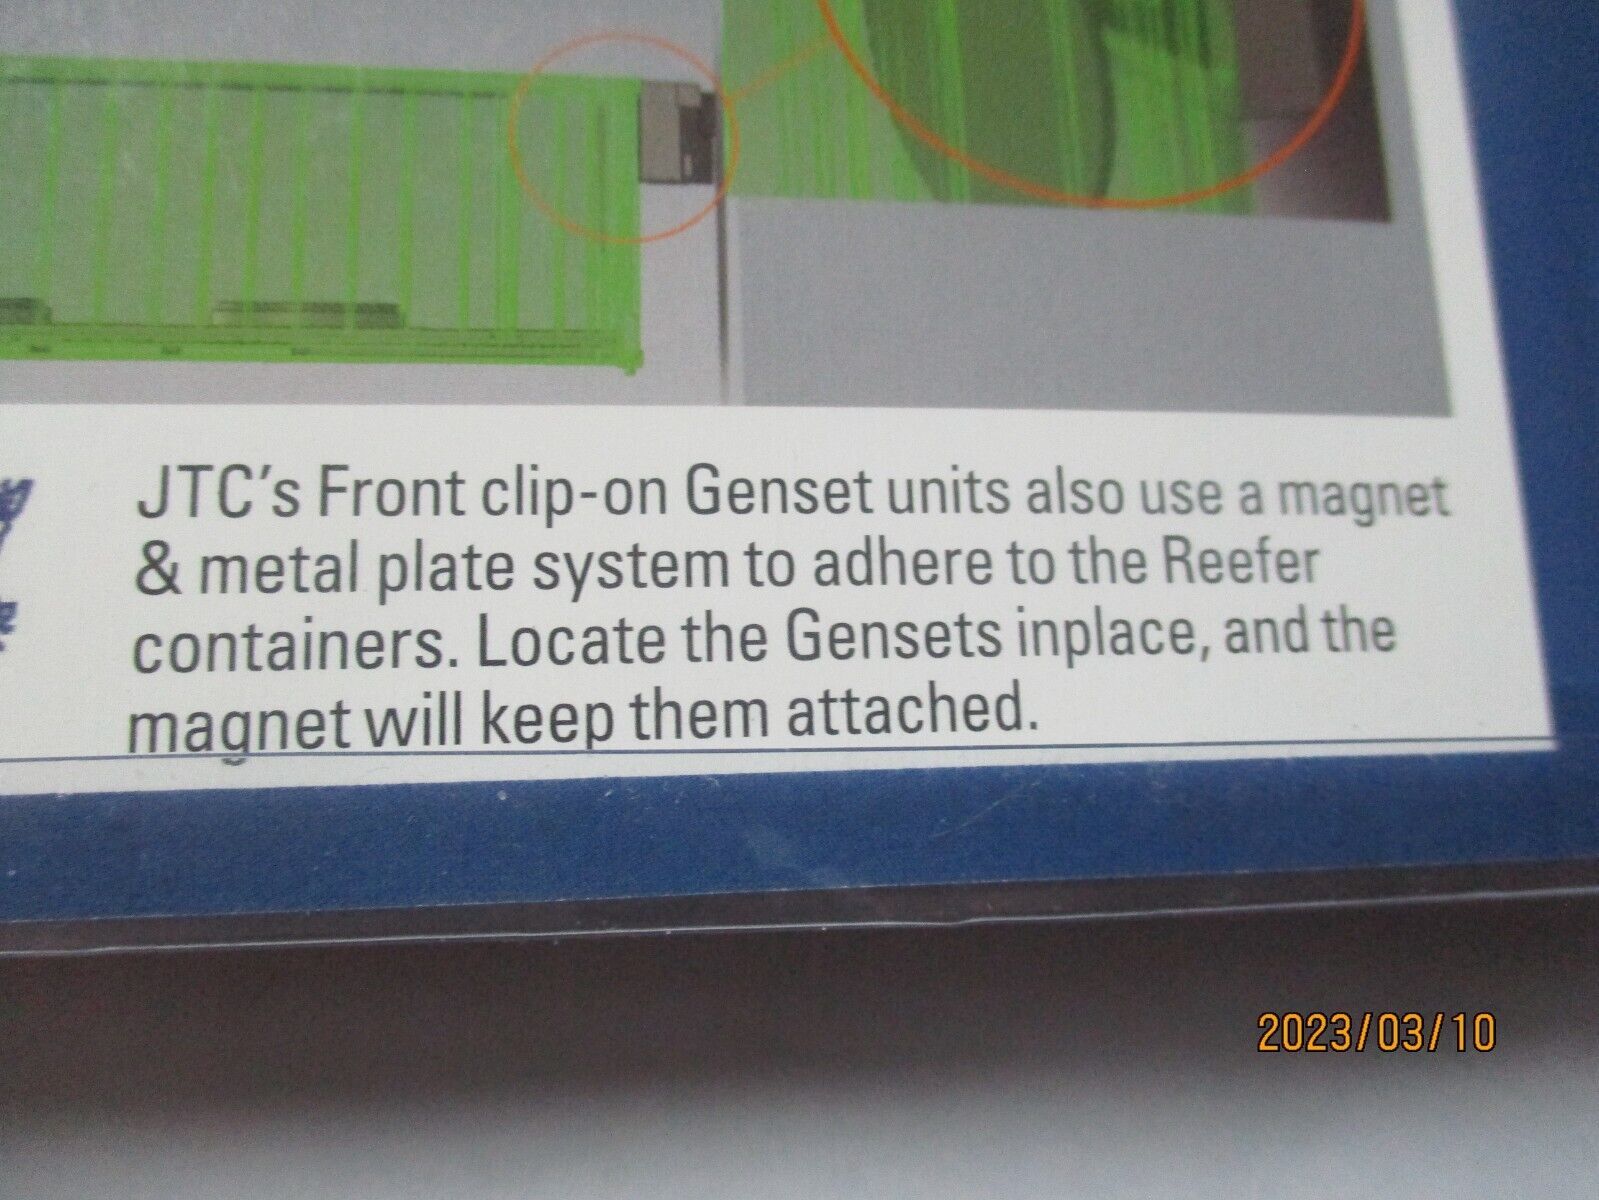 JTC's Front clip-on Genset units also use a magnet
& metal plate system to adhere to the Reefer
containers. Locate the Gensets inplace, and the
magnet will keep them attached.
2023/03/10